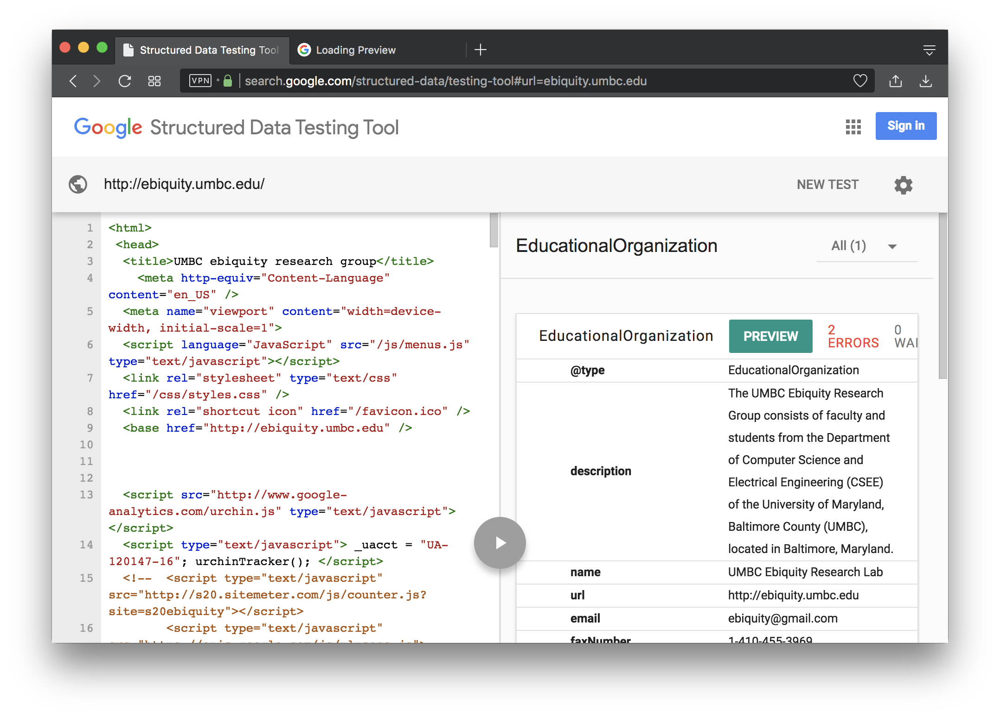 Structured Data Testing Tool
Loading Preview
VPN
search.google.com/structured-data/testing-tool#url=ebiquity.umbc.edu
Google Structured Data Testing Tool
Sign in
http://ebiquity.umbc.edu/
NEW TEST
1 <html>
2 <head>
3 <title>UMBC ebiquity research group</title>
4 <meta http-equiv="Content-Language"
content="en_US" />
5 <meta name="viewport" content="width=device-
width, initial-scale=1">
6 <script language="JavaScript" src="/js/menus.js"
type="text/javascript"></script>
7 <link rel="stylesheet" type="text/css"
href="/css/styles.css" />
8 <link rel="shortcut icon" href="/favicon.ico" />
9 <base href="http://ebiquity.umbc.edu" />
10
11
12
13 <script src="http://www.google-
analytics.com/urchin.js" type="text/javascript">
</script>
14 <script type="text/javascript"> _uacct = "UA-
120147-16"; urchinTracker(); </script>
15 <!-- <script type="text/javascript"
src="http://s20.sitemeter.com/js/counter.js?
site=s20ebiquity"></script>
16 <script type="text/javascript"
EducationalOrganization
All (1)
EducationalOrganization
PREVIEW
2
ERRORS
0
WAI
@type EducationalOrganization
description
The UMBC Ebiquity Research
Group consists of faculty and
students from the Department
of Computer Science and
Electrical Engineering (CSEE)
of the University of Maryland,
Baltimore County (UMBC),
located in Baltimore, Maryland.
name UMBC Ebiquity Research Lab
url http://ebiquity.umbc.edu
email ebiquity@gmail.com
faxNumber 1-410-455-3969